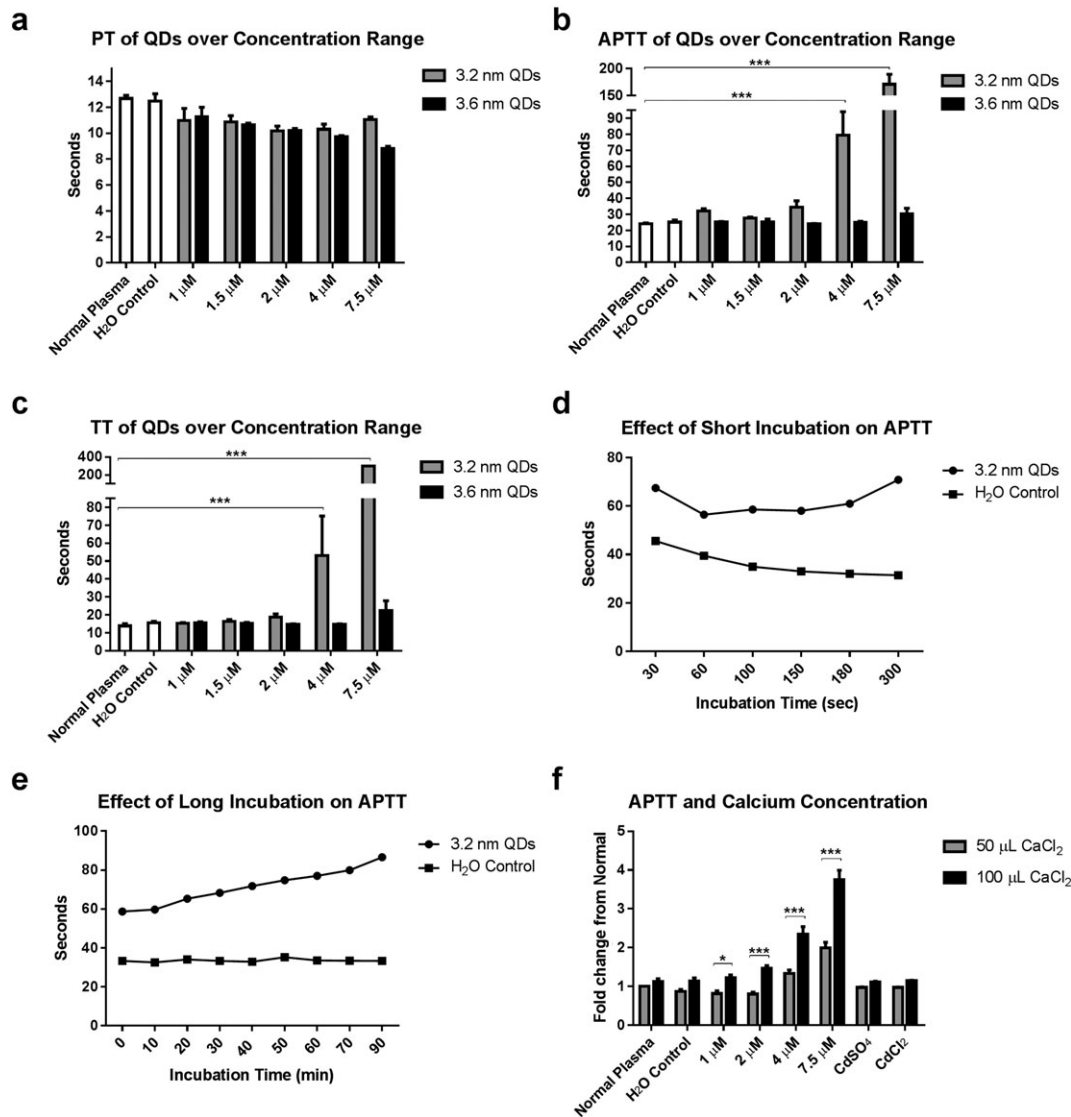 a
PT of QDs over Concentration Range
3.2 nm QDs
3.6 nm QDs
Seconds
14
12
10
8
6
4
2
0
Normal Plasma
H2O Control
1 μM
1.5 μM
2 μM
4 μM
7.5 μM
b
APTT of QDs over Concentration Range
3.2 nm QDs
3.6 nm QDs
***
***
Seconds
200
150
90
80
70
60
50
40
30
20
10
0
Normal Plasma
H2O Control
1 μM
1.5 μM
2 μM
4 μM
7.5 μM
c
TT of QDs over Concentration Range
3.2 nm QDs
3.6 nm QDs
***
***
Seconds
400
300
200
80
70
60
50
40
30
20
10
0
Normal Plasma
H2O Control
1 μM
1.5 μM
2 μM
4 μM
7.5 μM
d
Effect of Short Incubation on APTT
3.2 nm QDs
H2O Control
Seconds
80
60
40
20
0
30
60
100
150
180
300
Incubation Time (sec)
e
Effect of Long Incubation on APTT
3.2 nm QDs
H2O Control
Seconds
100
80
60
40
20
0
0
10
20
30
40
50
60
70
90
Incubation Time (min)
f
APTT and Calcium Concentration
50 μL CaCl2
100 μL CaCl2
*
***
***
***
Fold change from Normal
5
4
3
2
1
0
Normal Plasma
H2O Control
1 μM
2 μM
4 μM
7.5 μM
CdSO4
CdCl2